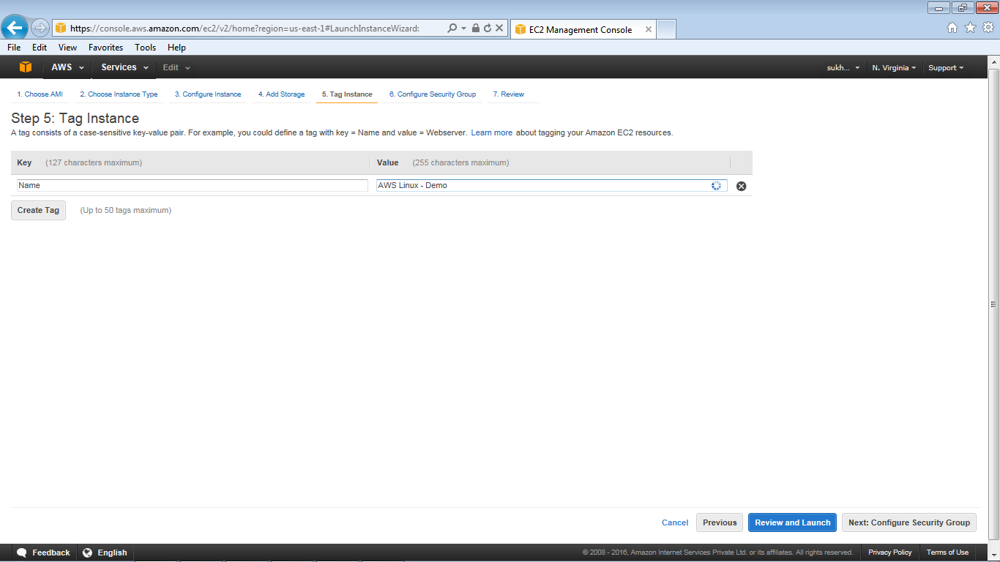 https://console.aws.amazon.com/ec2/v2/home?region=us-east-1#LaunchInstanceWizard:
EC2 Management Console
File Edit View Favorites Tools Help
AWS Services Edit sukh... N. Virginia Support
1. Choose AMI 2. Choose Instance Type 3. Configure Instance 4. Add Storage 5. Tag Instance 6. Configure Security Group 7. Review
Step 5: Tag Instance
A tag consists of a case-sensitive key-value pair. For example, you could define a tag with key = Name and value = Webserver. Learn more about tagging your Amazon EC2 resources.
Key (127 characters maximum) Value (255 characters maximum)
Name AWS Linux - Demo
Create Tag (Up to 50 tags maximum)
Cancel Previous Review and Launch Next: Configure Security Group
Feedback English © 2008 - 2016, Amazon Internet Services Private Ltd. or its affiliates. All rights reserved. Privacy Policy Terms of Use